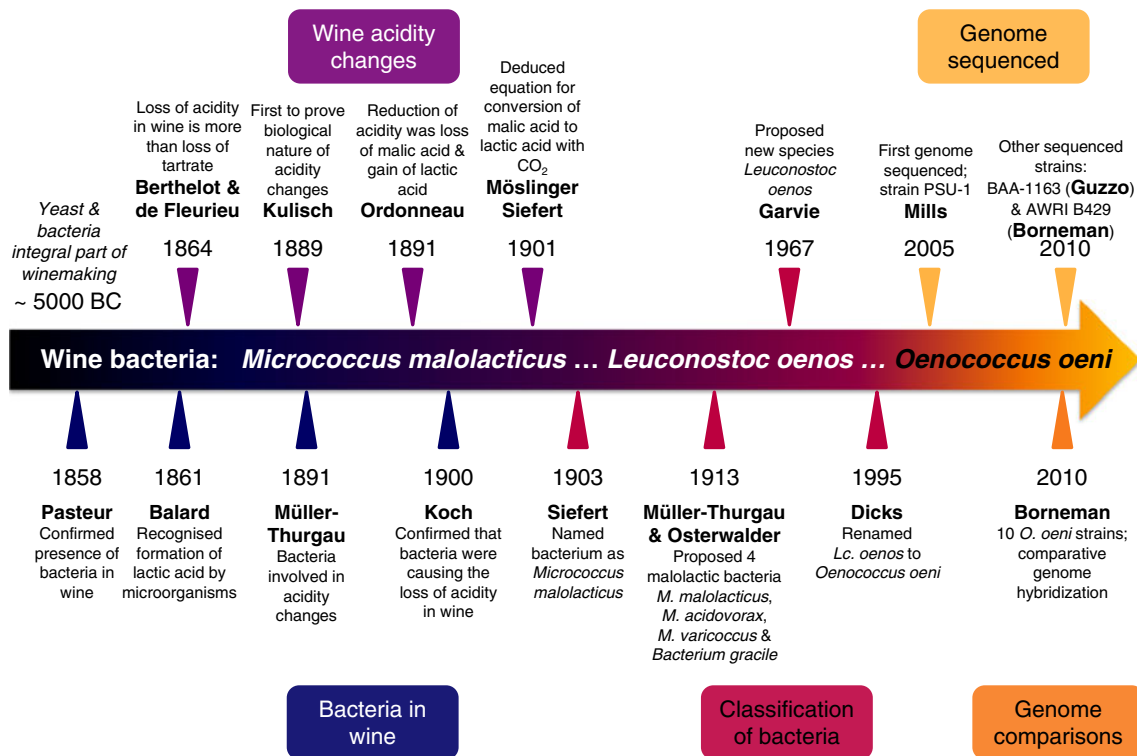 Wine acidity
changes
Genome
sequenced
Yeast &
bacteria
integral part of
winemaking
~ 5000 BC
Loss of acidity
in wine is more
than loss of
tartrate
Berthelot &
de Fleurieu
1864
First to prove
biological
nature of
acidity
changes
Kulisch
1889
Reduction of
acidity was loss
of malic acid &
gain of lactic
acid
Ordonneau
1891
Deduced
equation for
conversion of
malic acid to
lactic acid with
CO₂
Möslinger
Siefert
1901
Proposed
new species
Leuconostoc
oenos
Garvie
1967
First genome
sequenced;
strain PSU-1
Mills
2005
Other sequenced
strains:
BAA-1163 (Guzzo)
& AWRI B429
(Borneman)
2010
Wine bacteria: Micrococcus malolacticus ... Leuconostoc oenos ... Oenococcus oeni
1858
Pasteur
Confirmed
presence of
bacteria in
wine
1861
Balard
Recognised
formation of
lactic acid by
microorganisms
1891
Müller-
Thurgau
Bacteria
involved in
acidity
changes
1900
Koch
Confirmed that
bacteria were
causing the
loss of acidity
in wine
1903
Siefert
Named
bacterium as
Micrococcus
malolacticus
1913
Müller-Thurgau
& Osterwalder
Proposed 4
malolactic bacteria
M. malolacticus,
M. acidovorax,
M. varicoccus &
Bacterium gracile
1995
Dicks
Renamed
Lc. oenos to
Oenococcus oeni
2010
Borneman
10 O. oeni strains;
comparative
genome
hybridization
Bacteria in
wine
Classification
of bacteria
Genome
comparisons